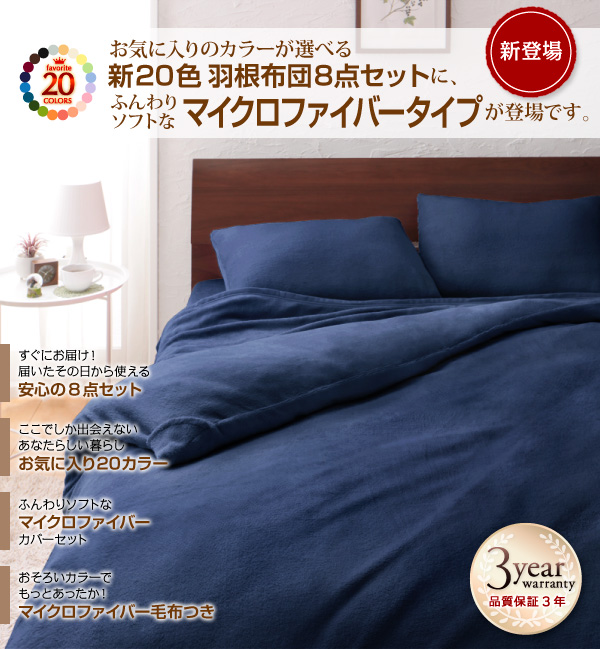 favorite
20
COLORS
お気に入りのカラーが選べる
新20色 羽根布団8点セットに、
ふんわり
ソフトな マイクロファイバータイプが登場です。
新登場
すぐにお届け！
届いたその日から使える
安心の８点セット
ここでしか出会えない
あなたらしい暮らし
お気に入り20カラー
ふんわりソフトな
マイクロファイバー
カバーセット
おそろいカラーで
もっとあったか！
マイクロファイバー毛布つき
3year
warranty
品質保証３年